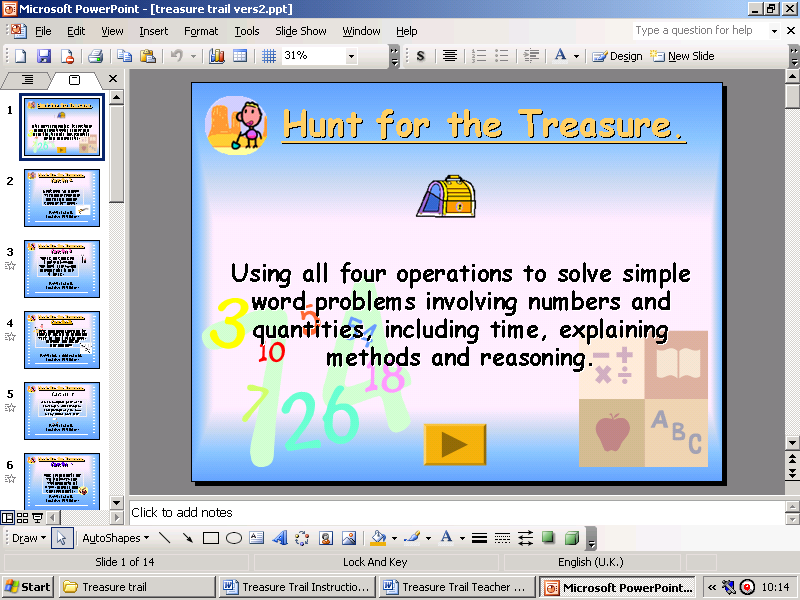 Microsoft PowerPoint - [treasure trail vers2.ppt]
File Edit View Insert Format Tools Slide Show Window Help
Type a question for help
31%
S
A
Design
New Slide
1
2
3
4
5
6
Hunt for the Treasure.
Using all four operations to solve simple
word problems involving numbers and
quantities, including time, explaining
methods and reasoning.
3
5
54
10
18
7
26
1
A
A
B
C
Click to add notes
Draw
AutoShapes
A
A
Slide 1 of 14
Lock And Key
English (U.K.)
Start
Treasure trail
Treasure Trail Instructio...
Treasure Trail Teacher ...
Microsoft PowerPoint...
10:14